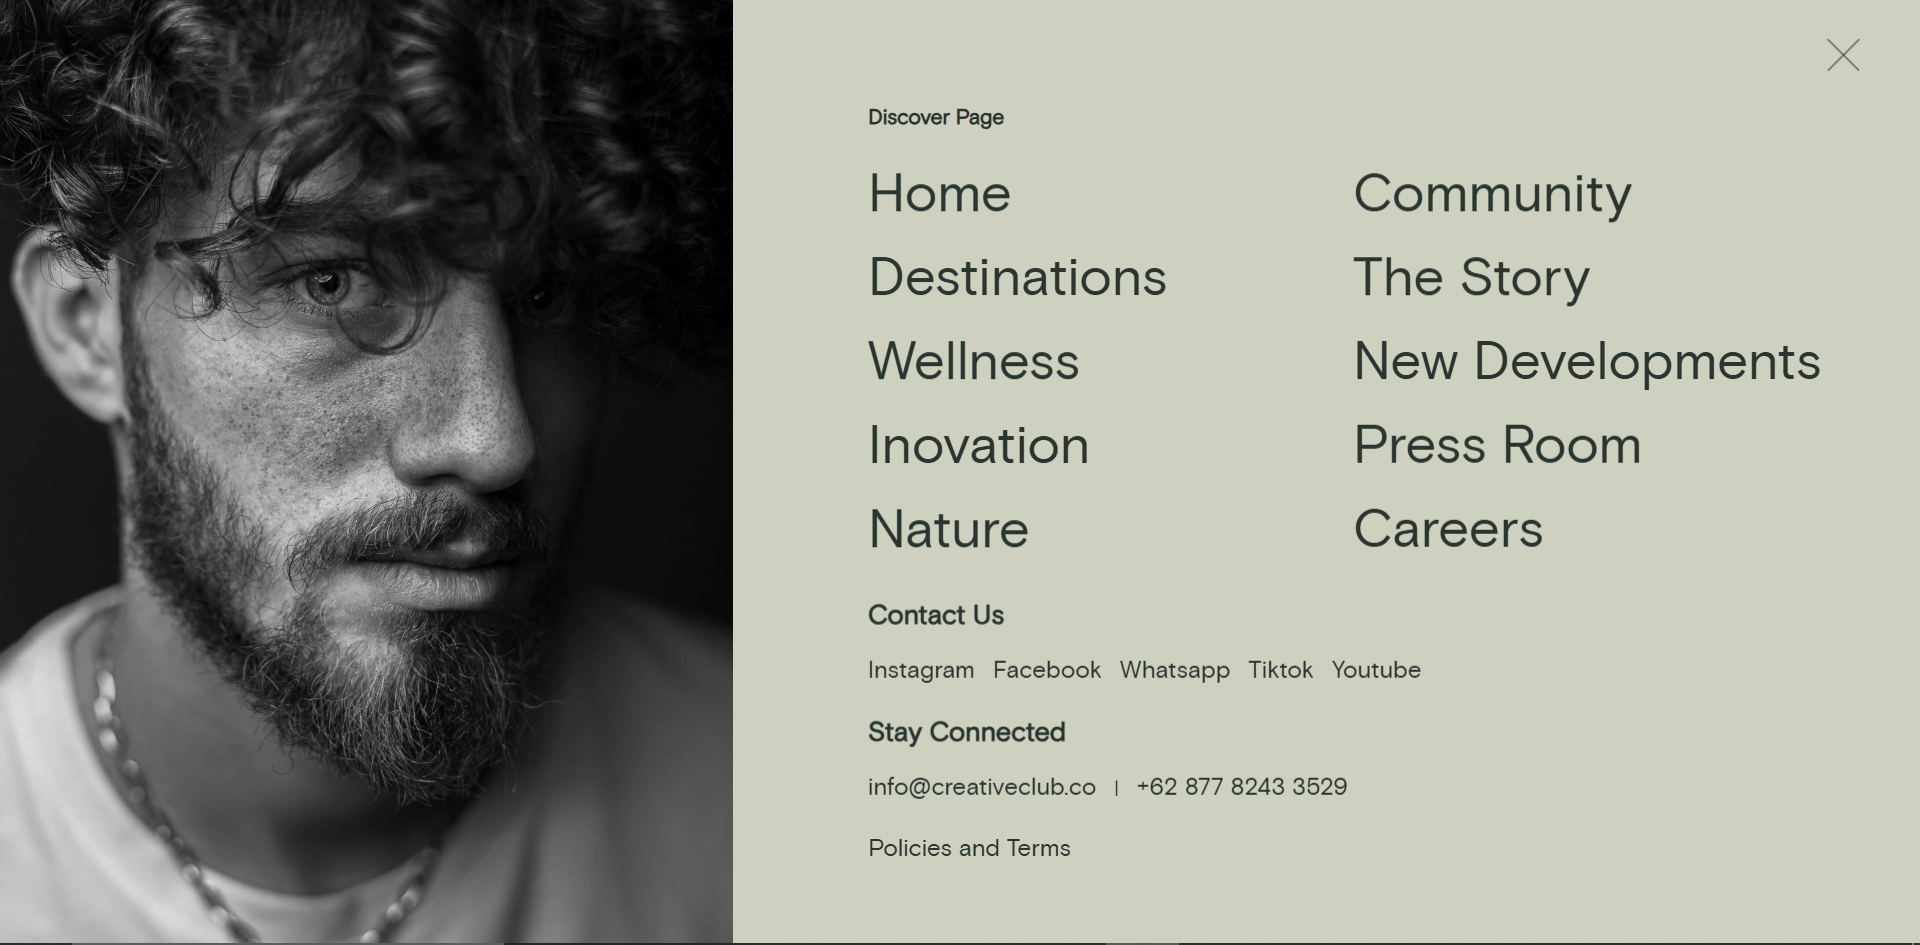 Discover Page
Home
Destinations
Wellness
Inovation
Nature
Community
The Story
New Developments
Press Room
Careers
Contact Us
Instagram Facebook Whatsapp Tiktok Youtube
Stay Connected
info@creativeclub.co | +62 877 8243 3529
Policies and Terms